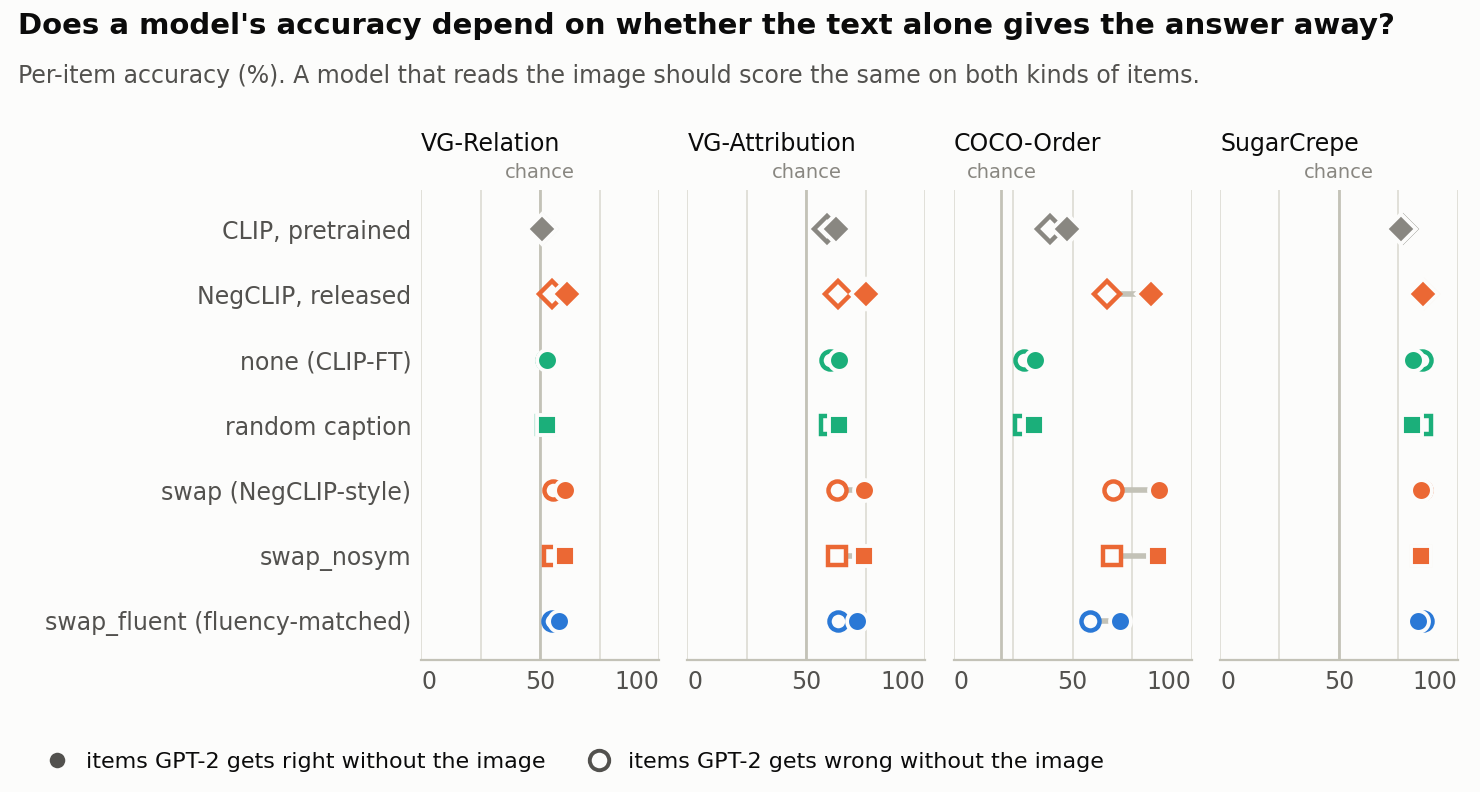 Does a model's accuracy depend on whether the text alone gives the answer away?
Per-item accuracy (%). A model that reads the image should score the same on both kinds of items.
VG-Relation VG-Attribution COCO-Order SugarCrepe
chance chance chance chance
CLIP, pretrained
NegCLIP, released
none (CLIP-FT)
random caption
swap (NegCLIP-style)
swap_nosym
swap_fluent (fluency-matched)
0 50 100 0 50 100 0 50 100 0 50 100
items GPT-2 gets right without the image items GPT-2 gets wrong without the image